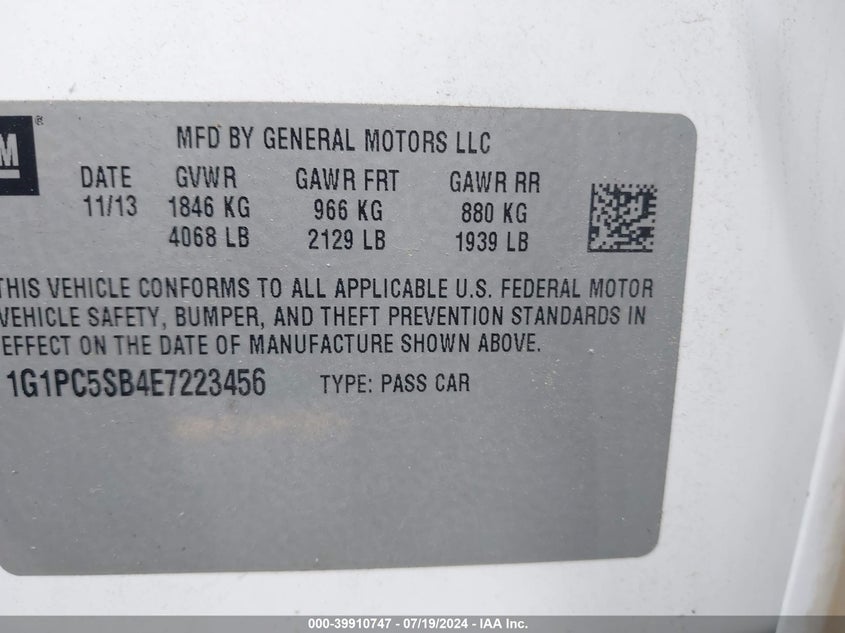 M®
MFD BY GENERAL MOTORS LLC
DATE GVWR GAWR FRT GAWR RR
11/13 1846 KG 966 KG 880 KG
4068 LB 2129 LB 1939 LB
THIS VEHICLE CONFORMS TO ALL APPLICABLE U.S. FEDERAL MOTOR
VEHICLE SAFETY, BUMPER, AND THEFT PREVENTION STANDARDS IN
EFFECT ON THE DATE OF MANUFACTURE SHOWN ABOVE.
1G1PC5SB4E7223456 TYPE: PASS CAR
000-39910747 - 07/19/2024 - IAA Inc.